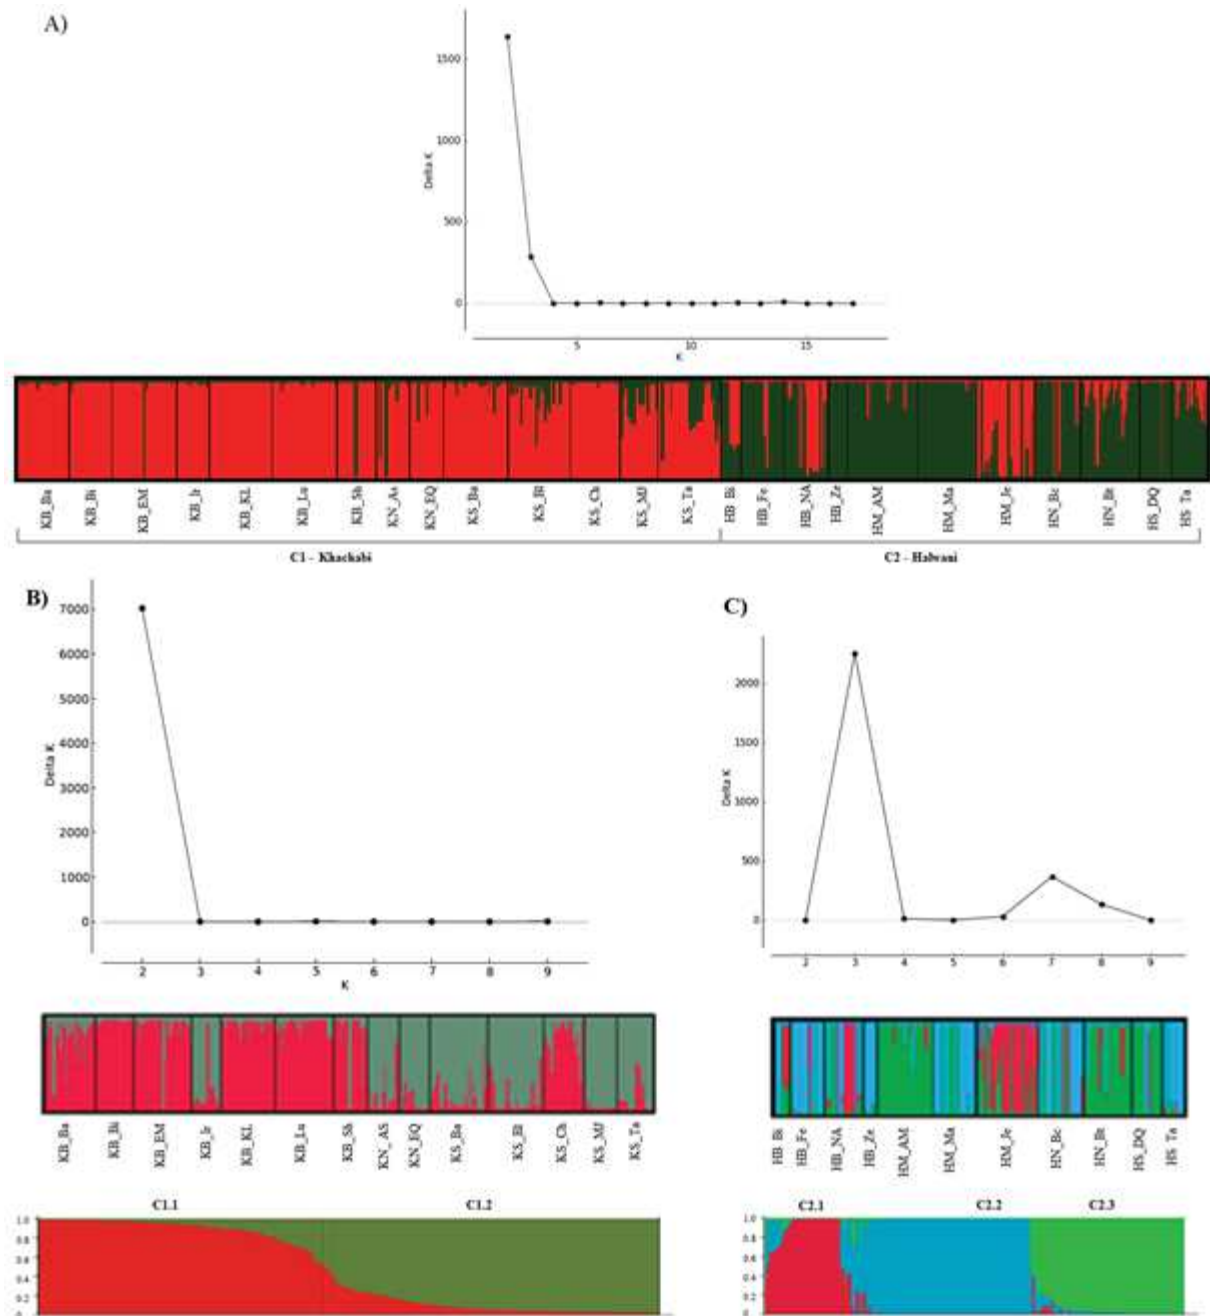 A)
1500
1000
500
0
Delta K
5 10 15
K
KB_Ba KB_Bi KB_EM KB_Ir KB_KL KB_Lu KB_Sh KN_As KN_EQ KS_Ba KS_Bl KS_Ch KS_MJ KS_Ta HB_Bi HB_Fe HB_NA HB_Ze HM_AM HM_Ma HM_Je HN_Bc HN_Bt HS_DQ HS_Ta
C1 - Khachabi C2 - Halwani
B)
7000
6000
5000
4000
3000
2000
1000
0
Delta K
2 3 4 5 6 7 8 9
K
KB_Ba KB_Bi KB_EM KB_Ir KB_KL KB_Lu KB_Sh KN_AS KN_EQ KS_Ba KS_Bl KS_Ch KS_MJ KS_Ta
C1.1 C1.2
1.0
0.8
0.6
0.4
0.2
0
C)
2000
1500
1000
500
0
Delta K
2 3 4 5 6 7 8 9
HB_Bi HB_Fe HB_NA HB_Ze HM_AM HM_Ma HM_Je HN_Bc HN_Bt HS_DQ HS_Ta
C2.1 C2.2 C2.3
1.0
0.8
0.6
0.4
0.2
0